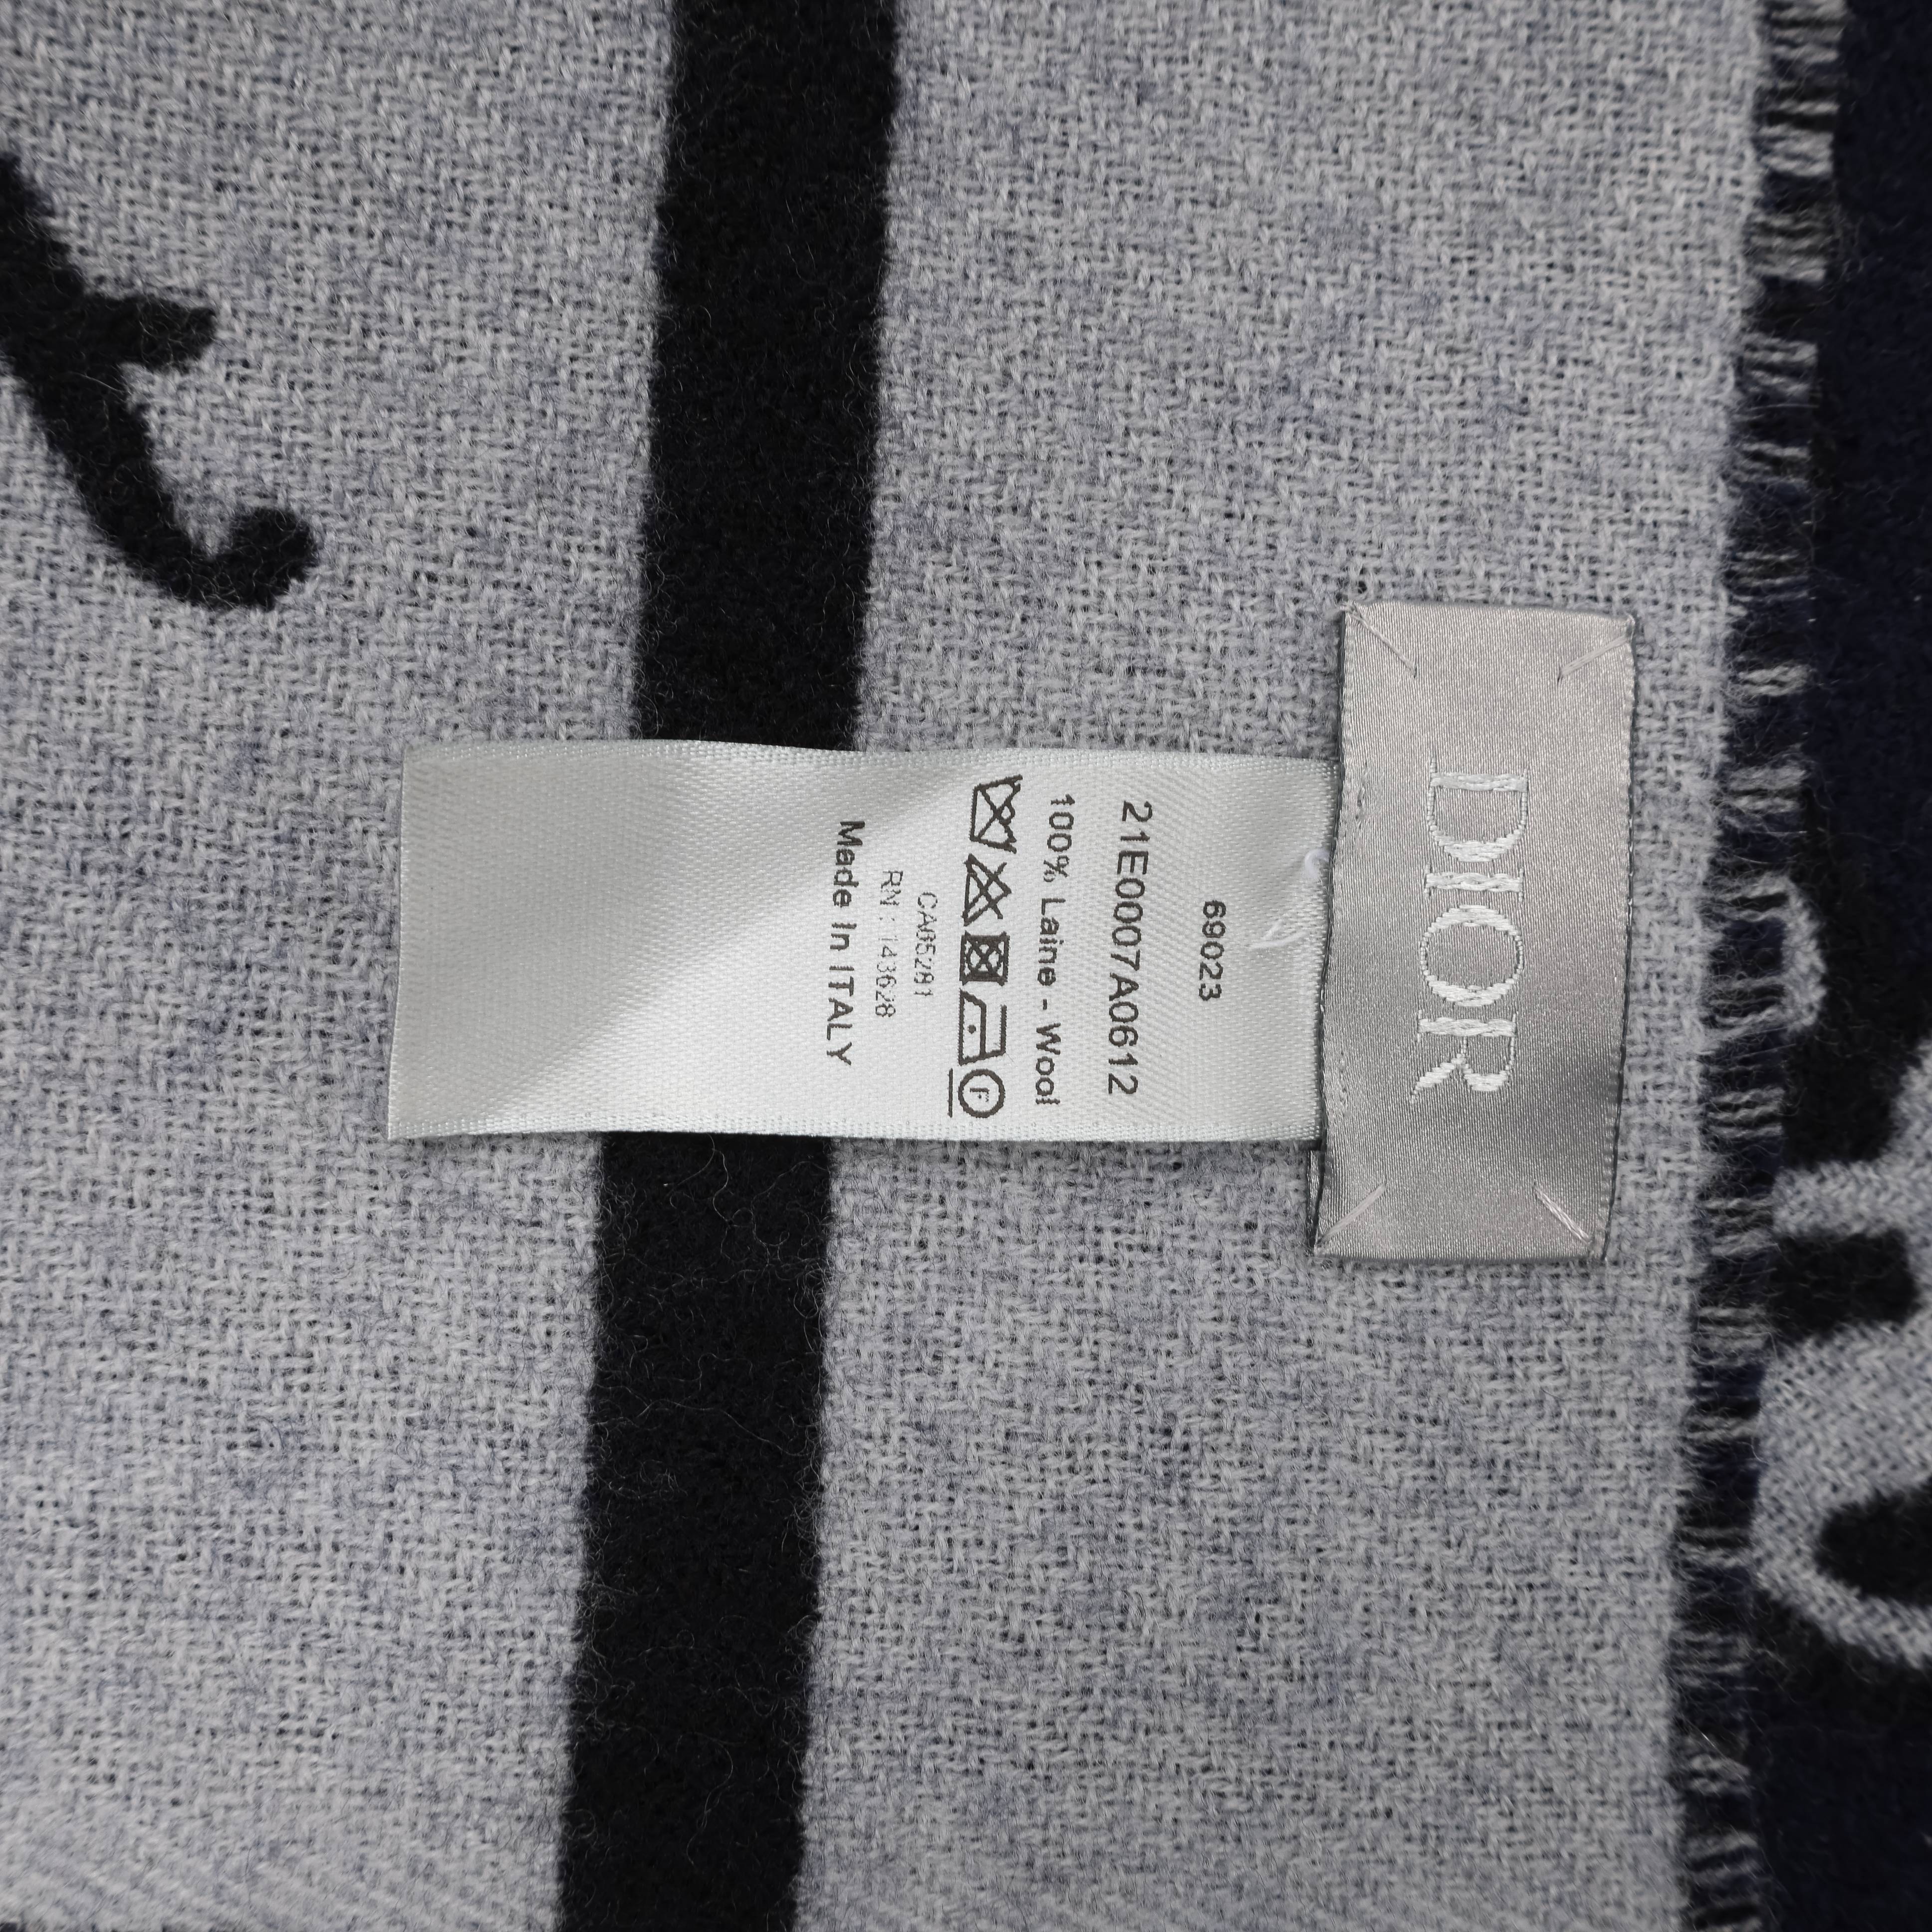 DIOR
69023
21E0007A0612
100% Laine - Wool
F
CA05281
RN : 143628
Made In ITALY